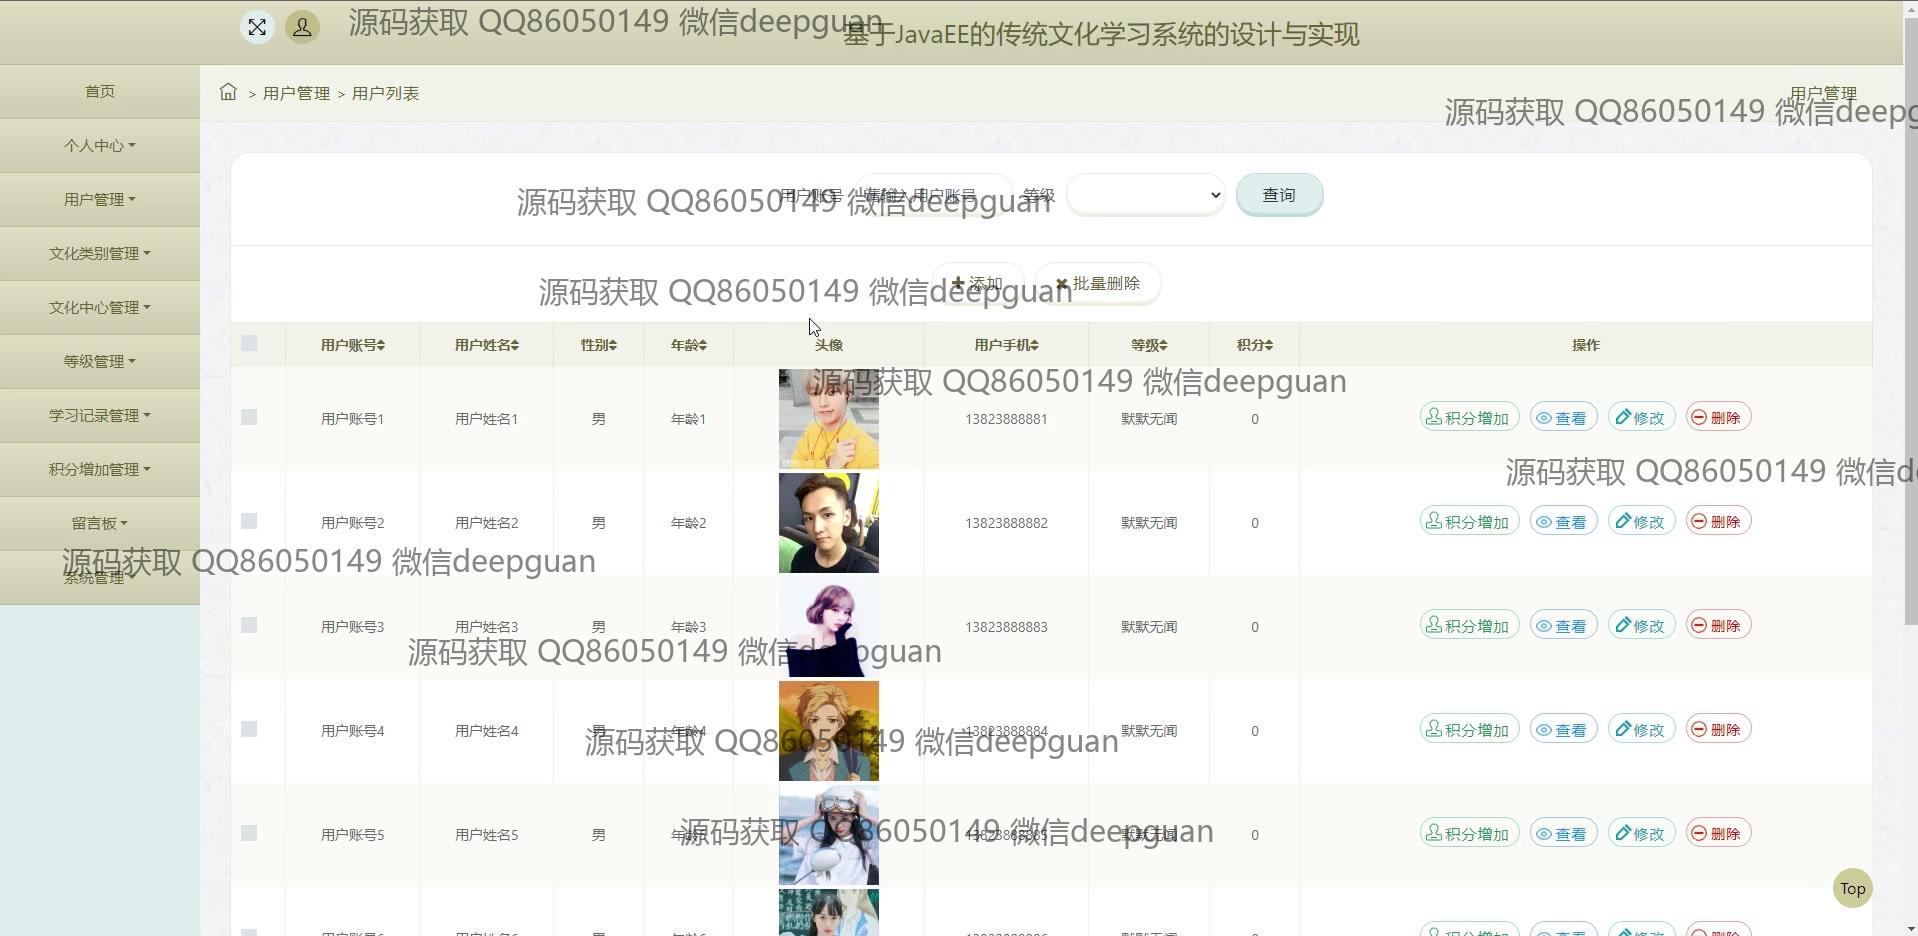 源码获取 QQ86050149 微信deepguan
基于JavaEE的传统文化学习系统的设计与实现
首页
个人中心
用户管理
文化类别管理
文化中心管理
等级管理
学习记录管理
积分增加管理
留言板
系统管理
> 用户管理 > 用户列表
用户管理
源码获取 QQ86050149 微信deepg
用户账号 请输入用户账号 等级 查询
源码获取 QQ86050149 微信deepguan
添加 批量删除
源码获取 QQ86050149 微信deepguan
用户账号 用户姓名 性别 年龄 头像 用户手机 等级 积分 操作
源码获取 QQ86050149 微信deepguan
用户账号1 用户姓名1 男 年龄1 13823888881 默默无闻 0 积分增加 查看 修改 删除
源码获取 QQ86050149 微信d
用户账号2 用户姓名2 男 年龄2 13823888882 默默无闻 0 积分增加 查看 修改 删除
源码获取 QQ86050149 微信deepguan
用户账号3 用户姓名3 男 年龄3 13823888883 默默无闻 0 积分增加 查看 修改 删除
源码获取 QQ86050149 微信deepguan
用户账号4 用户姓名4 男 年龄4 13823888884 默默无闻 0 积分增加 查看 修改 删除
源码获取 QQ86050149 微信deepguan
用户账号5 用户姓名5 男 年龄5 13823888885 默默无闻 0 积分增加 查看 修改 删除
源码获取 QQ86050149 微信deepguan
Top